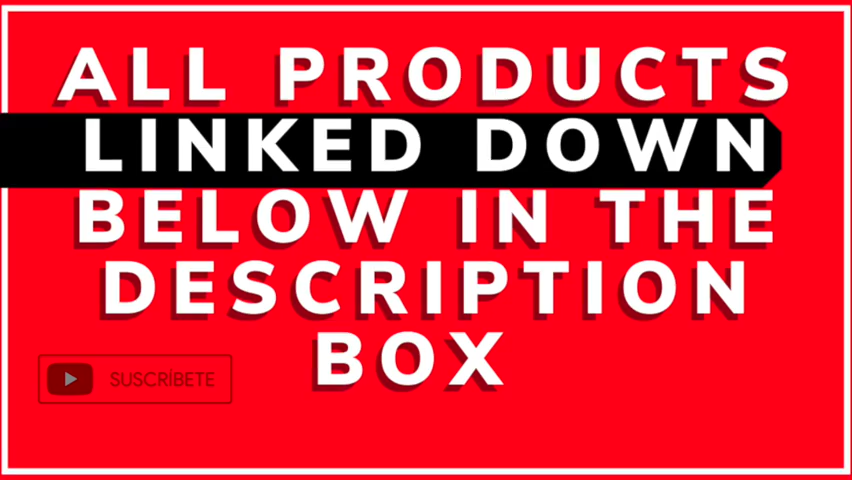 ALL PRODUCTS
LINKED DOWN
BELOW IN THE
DESCRIPTION
BOX
SUSCRÍBETE